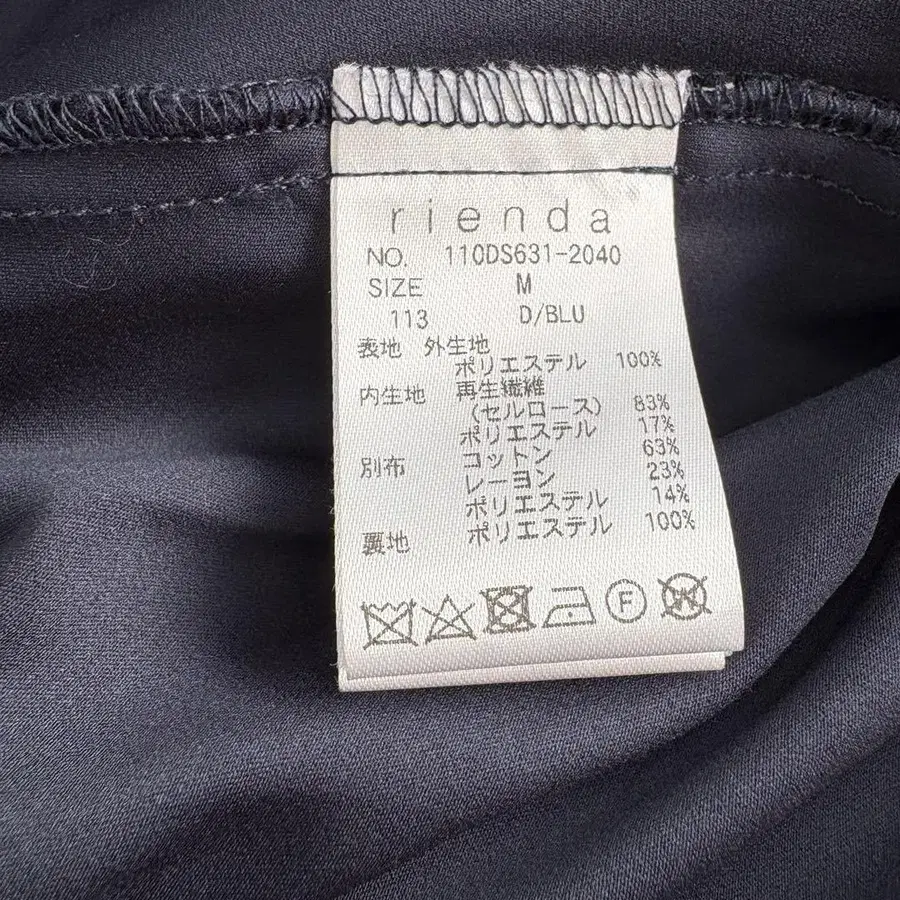 rienda
NO. 110DS631-2040
SIZE M
113 D/BLU
表地 外生地
ポリエステル 100%
内生地 再生繊維
(セルロース) 83%
ポリエステル 17%
別布 コットン 63%
レーヨン 23%
ポリエステル 14%
裏地 ポリエステル 100%
F
W